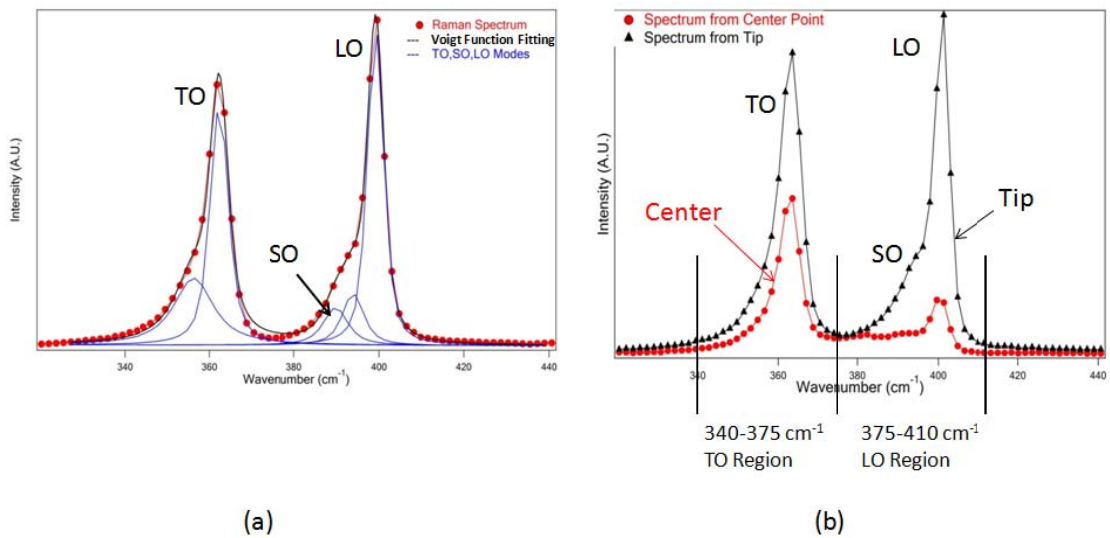 Raman Spectrum
Voigt Function Fitting
TO,SO,LO Modes
TO
SO
LO
Intensity (A.U.)
340
360
380
400
420
440
Wavenumber (cm⁻¹)
(a)
Spectrum from Center Point
Spectrum from Tip
TO
LO
SO
Center
Tip
Intensity (A.U.)
340
360
380
400
420
440
Wavenumber (cm⁻¹)
340-375 cm⁻¹
TO Region
375-410 cm⁻¹
LO Region
(b)